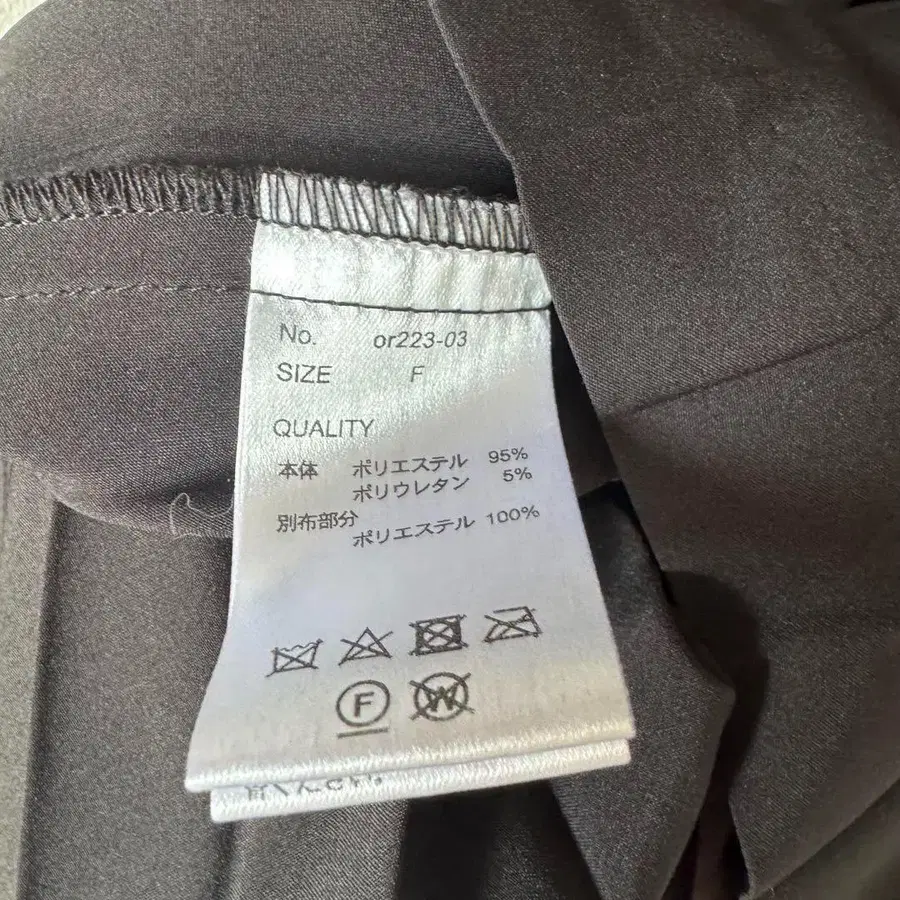 No. or223-03
SIZE F
QUALITY
本体 ポリエステル 95%
ポリウレタン 5%
別布部分
ポリエステル 100%
F W